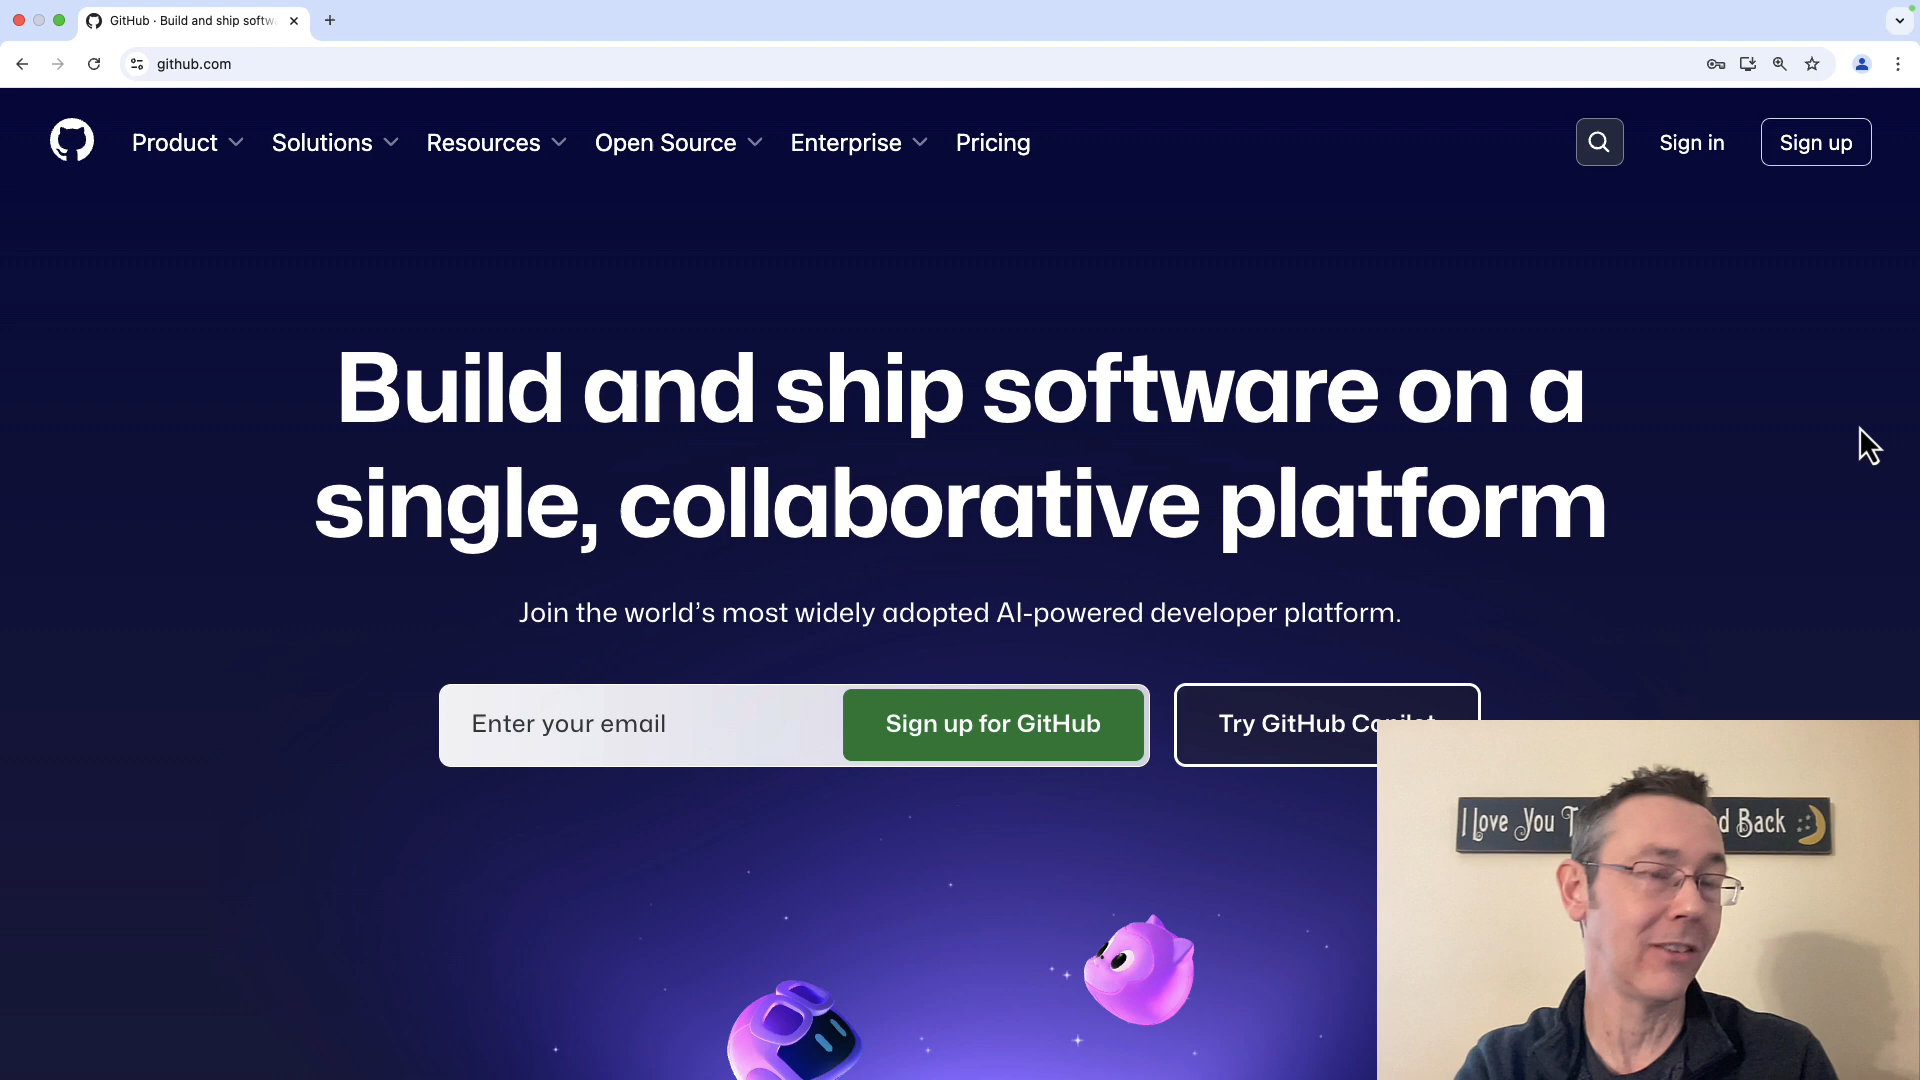 GitHub · Build and ship softw
github.com
Product
Solutions
Resources
Open Source
Enterprise
Pricing
Sign in
Sign up
Build and ship software on a
single, collaborative platform
Join the world’s most widely adopted AI-powered developer platform.
Enter your email
Sign up for GitHub
Try GitHub Copilot
I Love You T
d Back